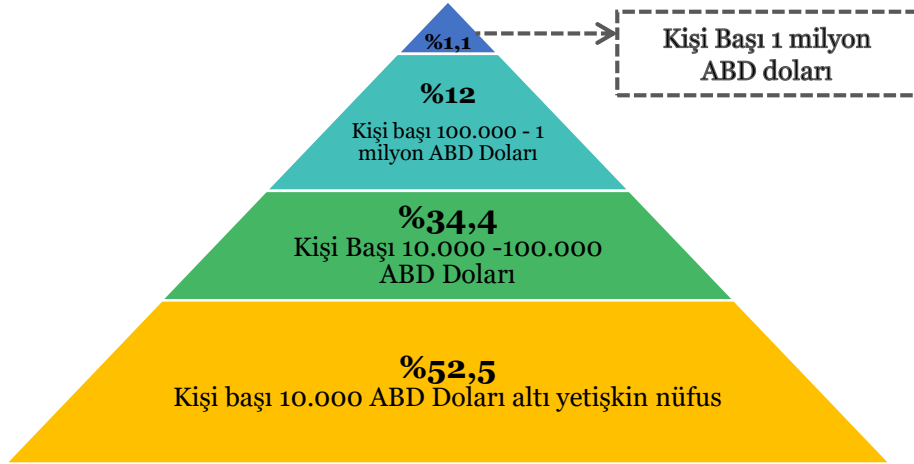 %1,1
Kişi Başı 1 milyon
ABD doları
%12
Kişi başı 100.000 - 1
milyon ABD Doları
%34,4
Kişi Başı 10.000 -100.000
ABD Doları
%52,5
Kişi başı 10.000 ABD Doları altı yetişkin nüfus